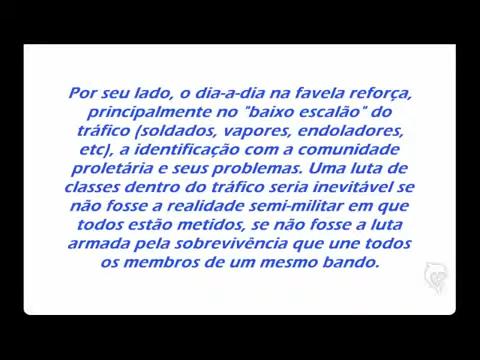 Por seu lado, o dia-a-dia na favela reforça,
principalmente no "baixo escalão" do
tráfico (soldados, vapores, endoladores,
etc), a identificação com a comunidade
proletária e seus problemas. Uma luta de
classes dentro do tráfico seria inevitável se
não fosse a realidade semi-militar em que
todos estão metidos, se não fosse a luta
armada pela sobrevivência que une todos
os membros de um mesmo bando.